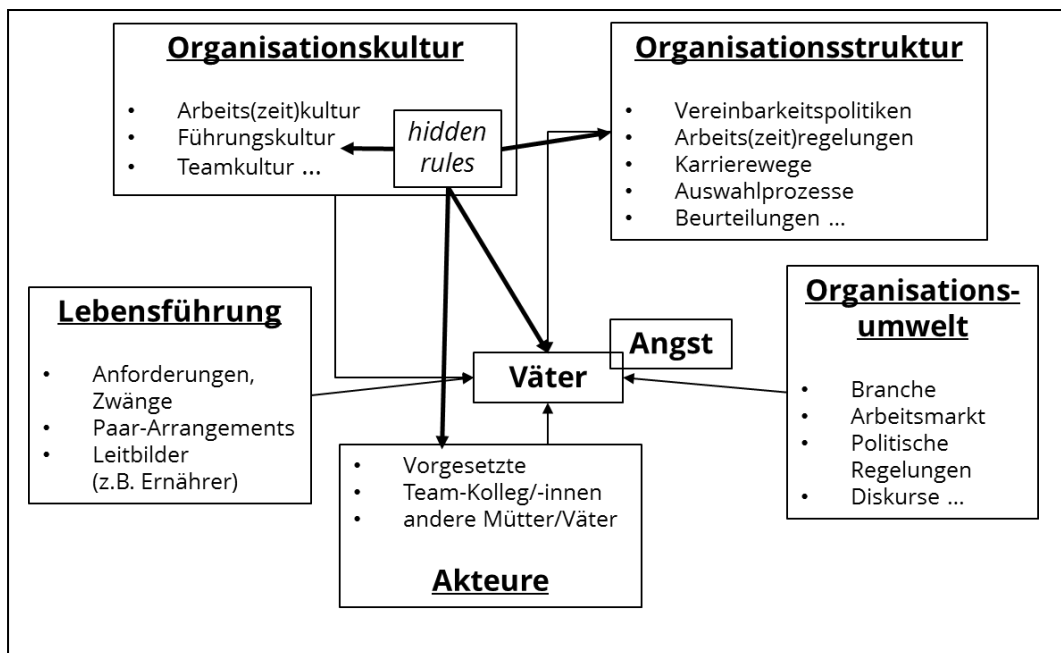 Organisationskultur
• Arbeits(zeit)kultur
• Führungskultur
• Teamkultur ...
hidden
rules
Organisationsstruktur
• Vereinbarkeitspolitiken
• Arbeits(zeit)regelungen
• Karrierewege
• Auswahlprozesse
• Beurteilungen ...
Lebensführung
• Anforderungen,
Zwänge
• Paar-Arrangements
• Leitbilder
(z.B. Ernährer)
Angst
Väter
Organisations-
umwelt
• Branche
• Arbeitsmarkt
• Politische
Regelungen
• Diskurse ...
• Vorgesetzte
• Team-Kolleg/-innen
• andere Mütter/Väter
Akteure